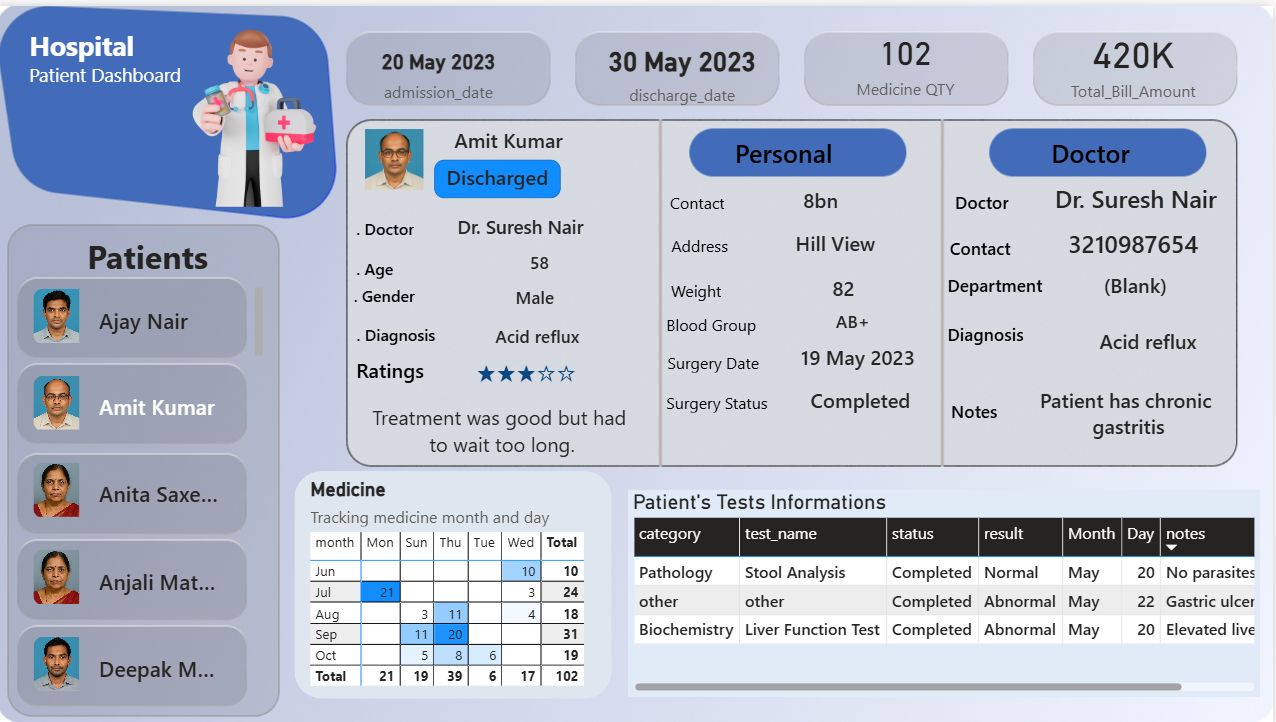 Hospital
Patient Dashboard
20 May 2023
admission_date
30 May 2023
discharge_date
102
Medicine QTY
420K
Total_Bill_Amount
Patients
Ajay Nair
Amit Kumar
Anita Saxe...
Anjali Mat...
Deepak M...
Amit Kumar
Discharged
. Doctor Dr. Suresh Nair
. Age 58
. Gender Male
. Diagnosis Acid reflux
Ratings ★★★☆☆
Treatment was good but had
to wait too long.
Personal
Contact 8bn
Address Hill View
Weight 82
Blood Group AB+
Surgery Date 19 May 2023
Surgery Status Completed
Doctor
Doctor Dr. Suresh Nair
Contact 3210987654
Department (Blank)
Diagnosis Acid reflux
Notes Patient has chronic
gastritis
Medicine
Tracking medicine month and day
month Mon Sun Thu Tue Wed Total
Jun 10 10
Jul 21 3 24
Aug 3 11 4 18
Sep 11 20 31
Oct 5 8 6 19
Total 21 19 39 6 17 102
Patient's Tests Informations
category test_name status result Month Day notes
Pathology Stool Analysis Completed Normal May 20 No parasites
other other Completed Abnormal May 22 Gastric ulcer
Biochemistry Liver Function Test Completed Abnormal May 20 Elevated live